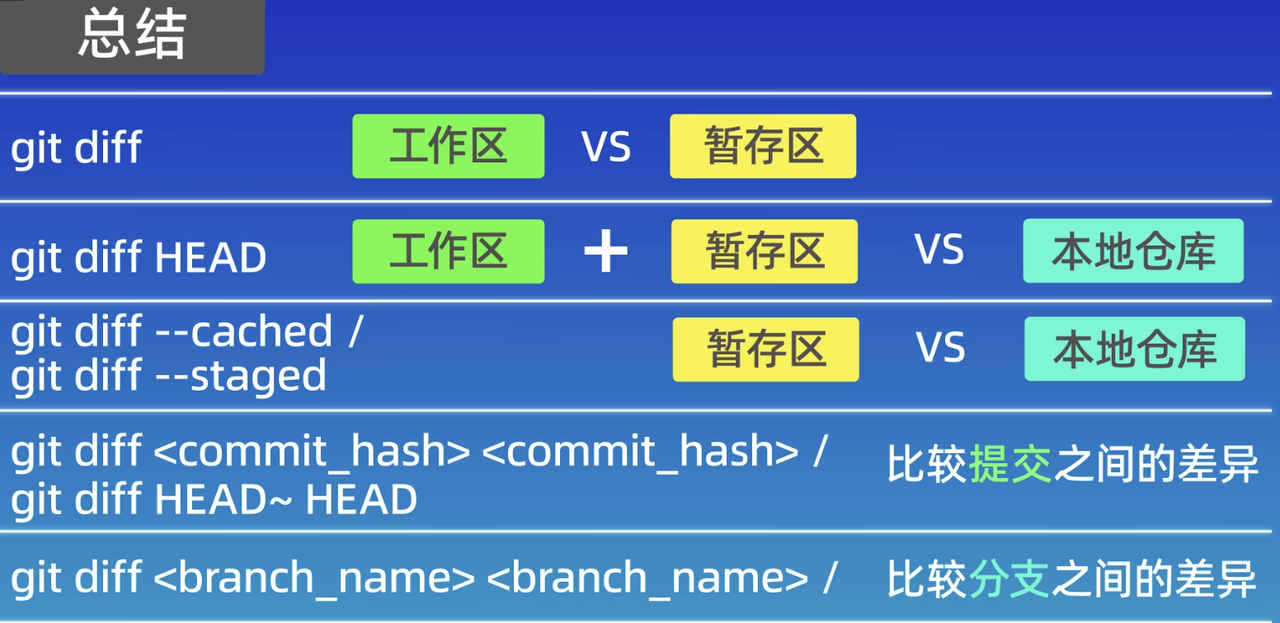 总结
git diff 工作区 VS 暂存区
git diff HEAD 工作区 + 暂存区 VS 本地仓库
git diff --cached /
git diff --staged 暂存区 VS 本地仓库
git diff <commit_hash> <commit_hash> /
git diff HEAD~ HEAD 比较提交之间的差异
git diff <branch_name> <branch_name> / 比较分支之间的差异